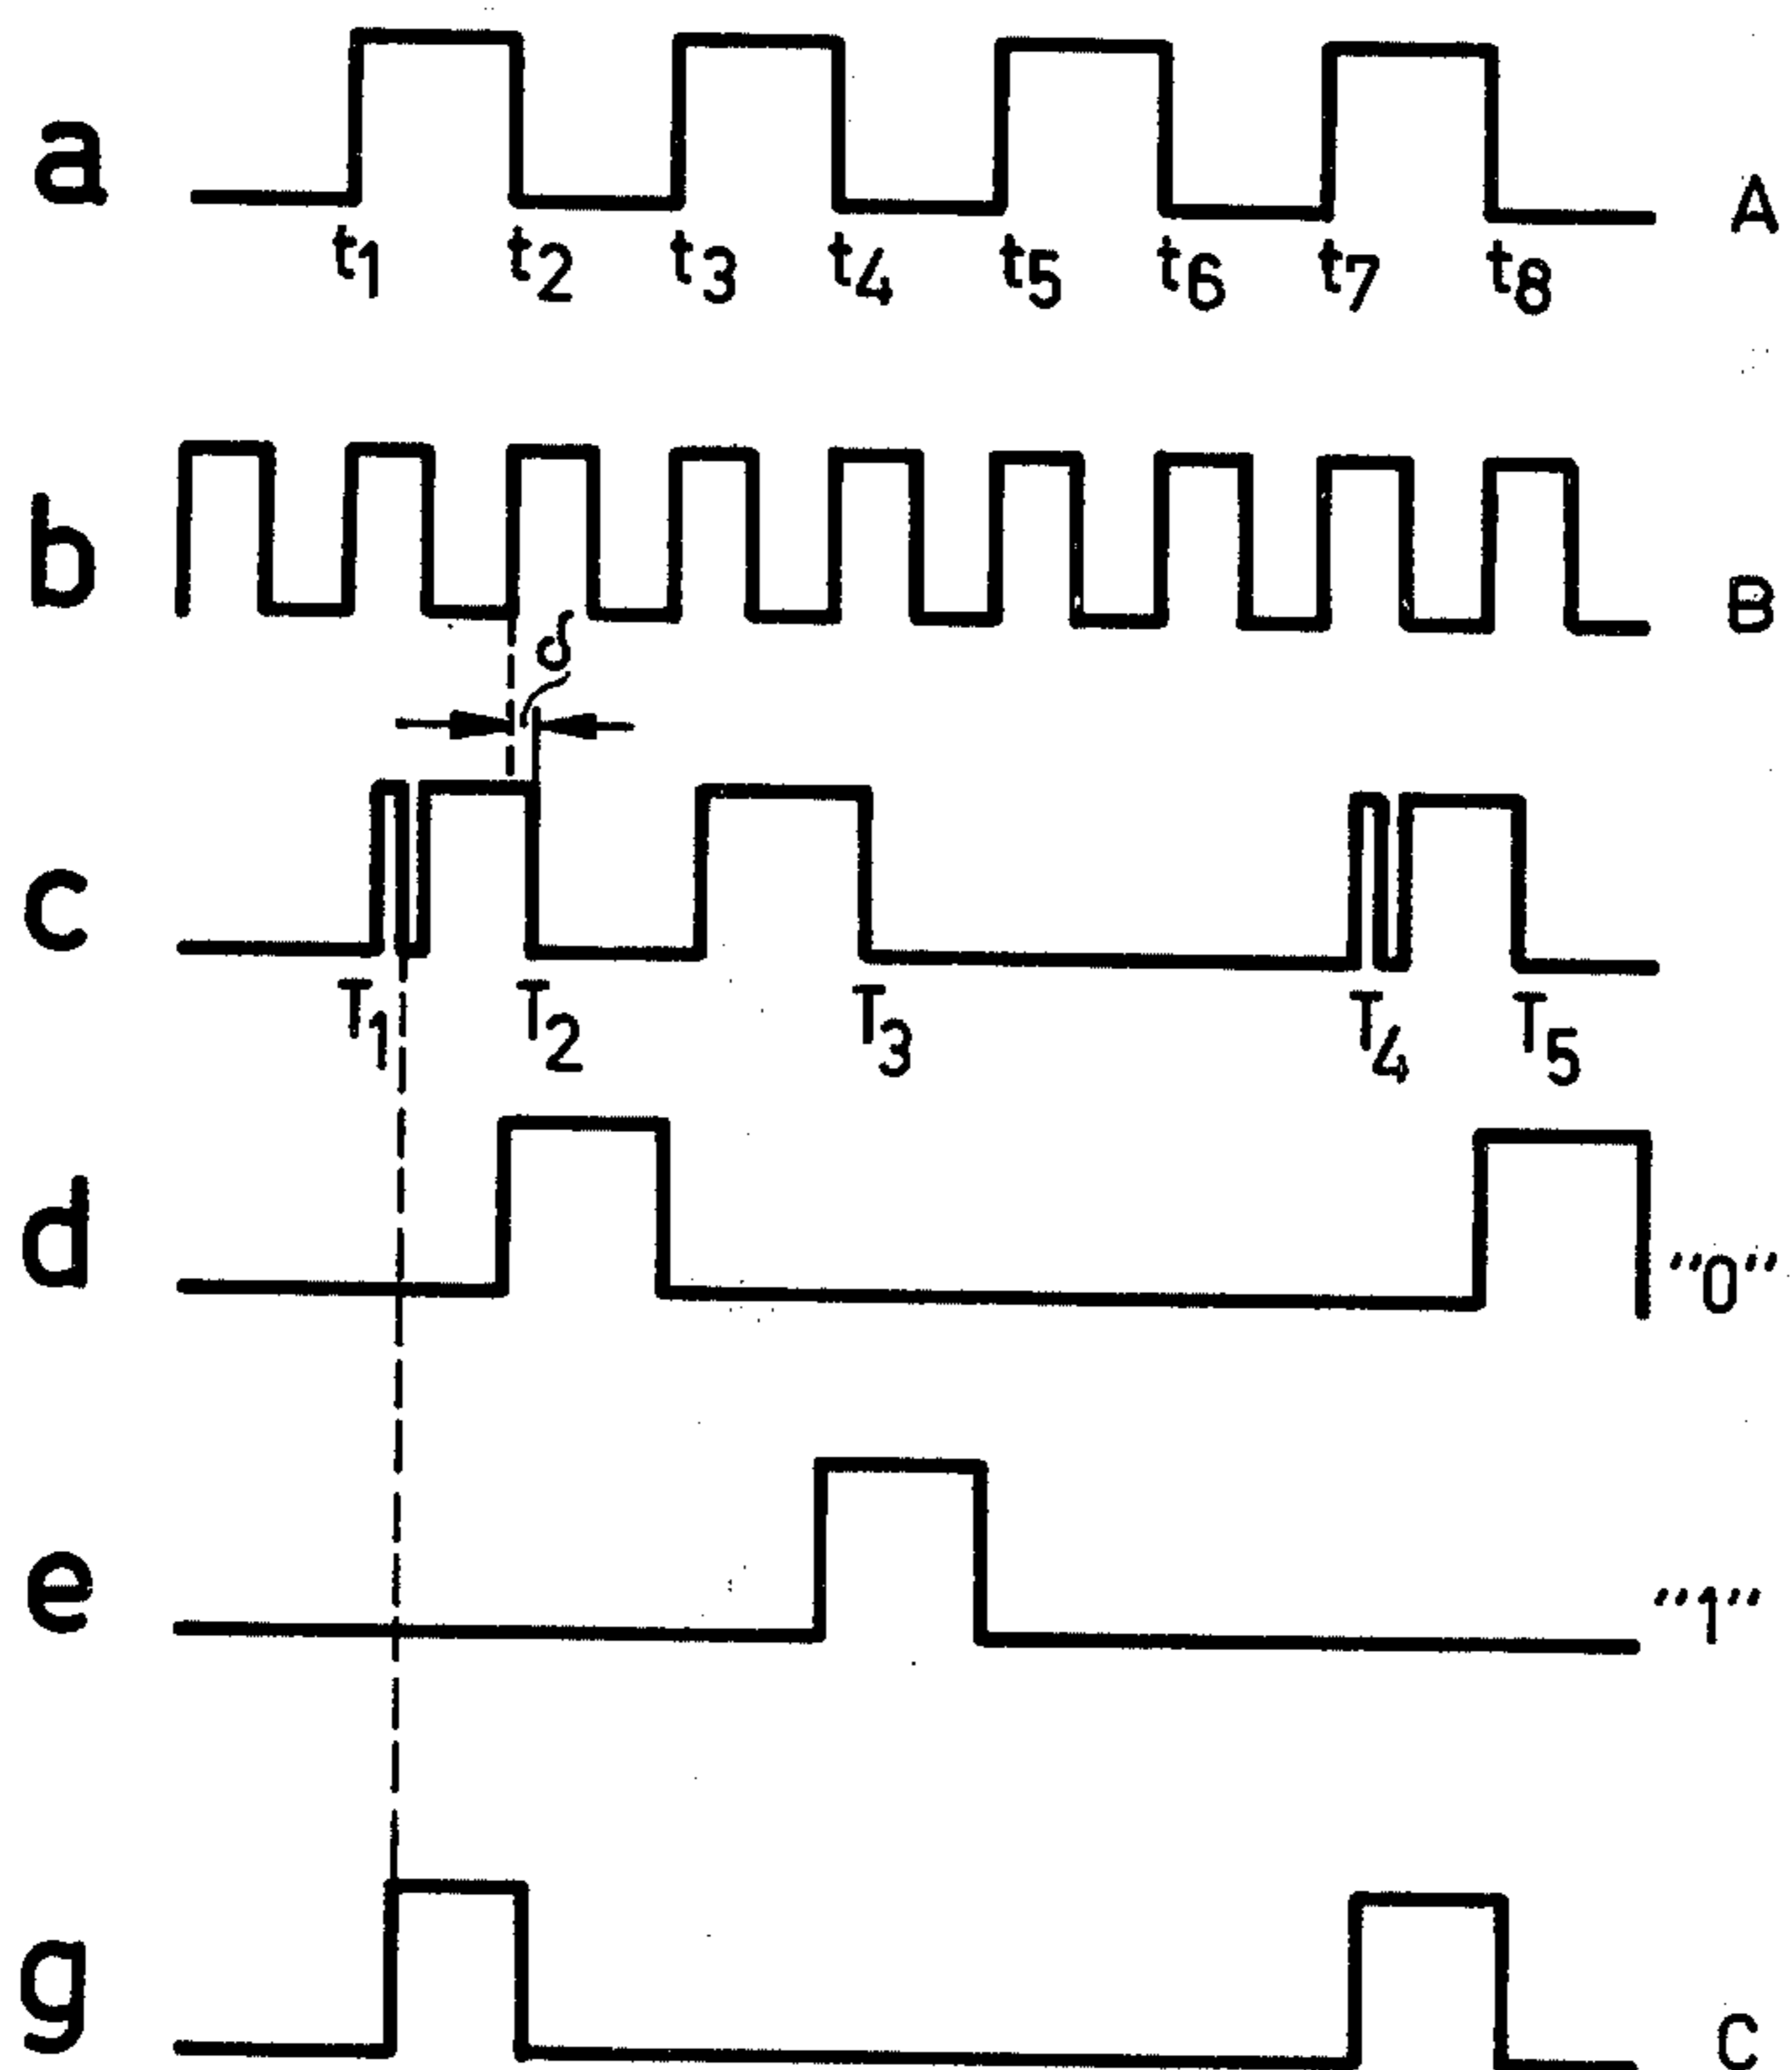 a A
t1 t2 t3 t4 t5 t6 t7 t8
b B
δ
c
T1 T2 T3 T4 T5
d "0"
e "1"
g C